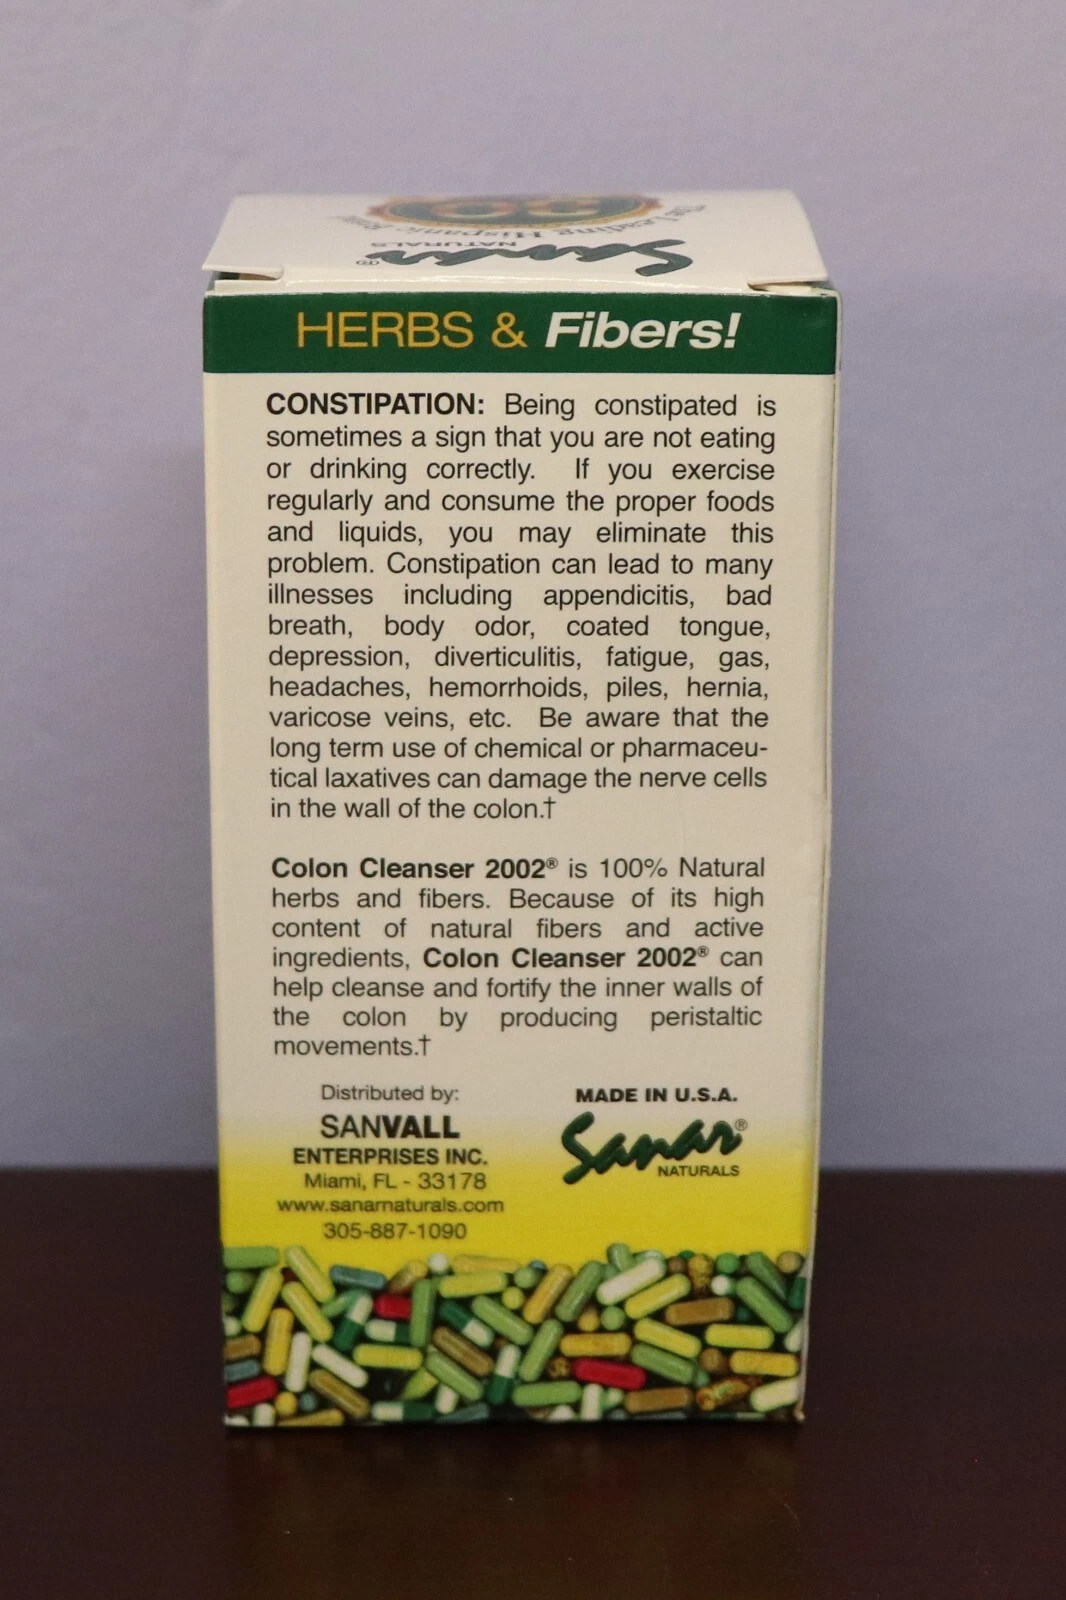 The Leading Hispanic
Sanar®
NATURALS
HERBS & Fibers!
CONSTIPATION: Being constipated is
sometimes a sign that you are not eating
or drinking correctly. If you exercise
regularly and consume the proper foods
and liquids, you may eliminate this
problem. Constipation can lead to many
illnesses including appendicitis, bad
breath, body odor, coated tongue,
depression, diverticulitis, fatigue, gas,
headaches, hemorrhoids, piles, hernia,
varicose veins, etc. Be aware that the
long term use of chemical or pharmaceu-
tical laxatives can damage the nerve cells
in the wall of the colon.†
Colon Cleanser 2002® is 100% Natural
herbs and fibers. Because of its high
content of natural fibers and active
ingredients, Colon Cleanser 2002® can
help cleanse and fortify the inner walls of
the colon by producing peristaltic
movements.†
Distributed by:
SANVALL
ENTERPRISES INC.
Miami, FL - 33178
www.sanarnaturals.com
305-887-1090
MADE IN U.S.A.
Sanar®
NATURALS